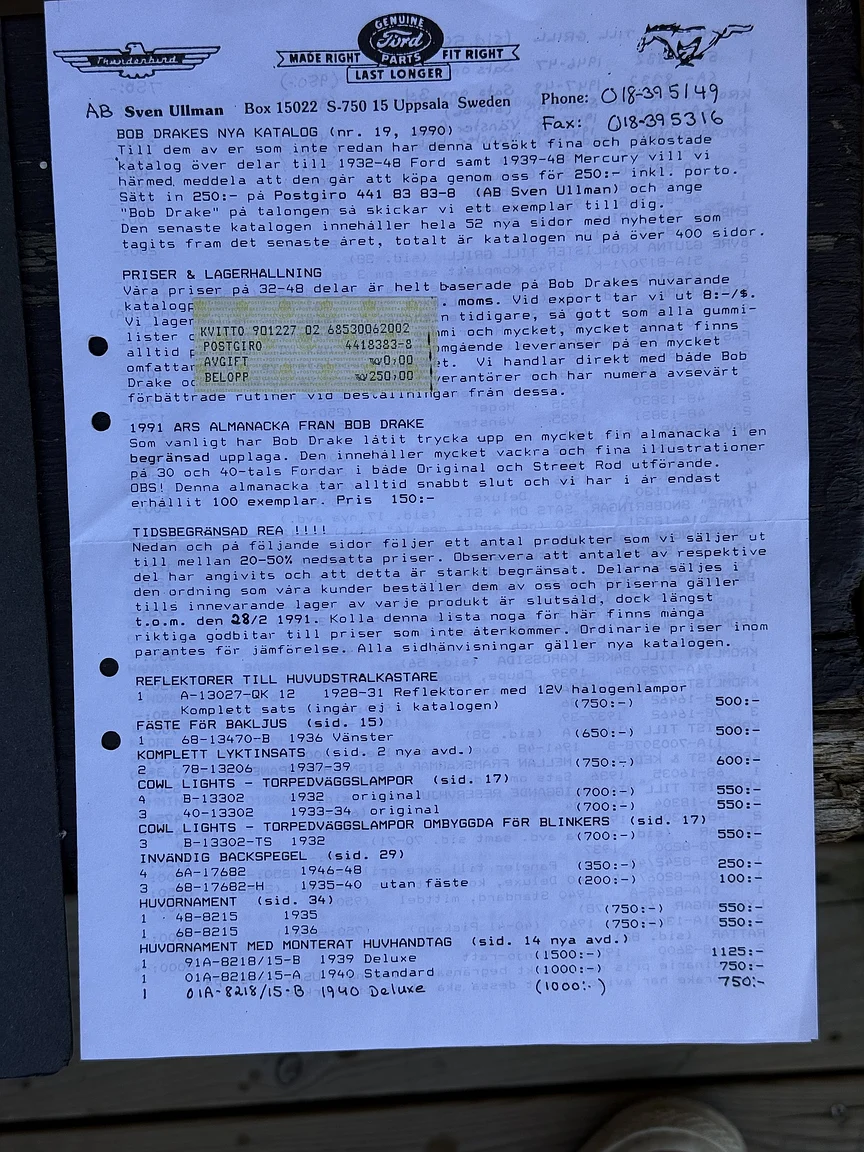 Thunderbird
GENUINE
Ford
PARTS
MADE RIGHT FIT RIGHT
LAST LONGER
AB Sven Ullman Box 15022 S-750 15 Uppsala Sweden Phone: 018-395149
Fax: 018-395316
BOB DRAKES NYA KATALOG (nr. 19, 1990)
Till dem av er som inte redan har denna utsökt fina och påkostade
katalog över delar till 1932-48 Ford samt 1939-48 Mercury vill vi
härmed meddela att den går att köpa genom oss för 250:- inkl. porto.
Sätt in 250:- på Postgiro 441 83 83-8 (AB Sven Ullman) och ange
"Bob Drake" på talongen så skickar vi ett exemplar till dig.
Den senaste katalogen innehåller hela 52 nya sidor med nyheter som
tagits fram det senaste året, totalt är katalogen nu på över 400 sidor.
PRISER & LAGERHALLNING
Våra priser på 32-48 delar är helt baserade på Bob Drakes nuvarande
katalogp . moms. Vid export tar vi ut 8:-/$.
Vi lager n tidigare, så gott som alla gummi-
lister o mi och mycket, mycket annat finns
alltid p mgående leveranser på en mycket
omfattar et. Vi handlar direkt med både Bob
Drake oc verantörer och har numera avsevärt
förbättrade rutiner vid beställningar från dessa.
KVITTO 901227 02 68530062002
POSTGIRO 4418383-8
AVGIFT 0,00
BELOPP 250,00
1991 ARS ALMANACKA FRAN BOB DRAKE
Som vanligt har Bob Drake låtit trycka upp en mycket fin almanacka i en
begränsad upplaga. Den innehåller mycket vackra och fina illustrationer
på 30 och 40-tals Fordar i både Original och Street Rod utförande.
OBS! Denna almanacka tar alltid snabbt slut och vi har i år endast
erhållit 100 exemplar. Pris 150:-
TIDSBEGRÄNSAD REA !!!!
Nedan och på följande sidor följer ett antal produkter som vi säljer ut
till mellan 20-50% nedsatta priser. Observera att antalet av respektive
del har angivits och att detta är starkt begränsat. Delarna säljes i
den ordning som våra kunder beställer dem av oss och priserna gäller
tills innevarande lager av varje produkt är slutsåld, dock längst
t.o.m. den 28/2 1991. Kolla denna lista noga för här finns många
riktiga godbitar till priser som inte återkommer. Ordinarie priser inom
parantes för jämförelse. Alla sidhänvisningar gäller nya katalogen.
REFLEKTORER TILL HUVUDSTRALKASTARE
1 A-13027-QK 12 1928-31 Reflektorer med 12V halogenlampor
Komplett sats (ingår ej i katalogen) (750:-) 500:-
FÄSTE FöR BAKLJUS (sid. 15)
1 68-13470-B 1936 Vänster (650:-) 500:-
KOMPLETT LYKTINSATS (sid. 2 nya avd.)
2 78-13206 1937-39 (750:-) 600:-
COWL LIGHTS - TORPEDVÄGGSLAMPOR (sid. 17)
4 B-13302 1932 original (700:-) 550:-
3 40-13302 1933-34 original (700:-) 550:-
COWL LIGHTS - TORPEDVÄGGSLAMPOR OMBYGGDA FöR BLINKERS (sid. 17)
3 B-13302-TS 1932 (700:-) 550:-
INVÄNDIG BACKSPEGEL (sid. 29)
4 6A-17682 1946-48 (350:-) 250:-
3 68-17682-H 1935-40 utan fäste (200:-) 100:-
HUVORNAMENT (sid. 34)
1 48-8215 1935 (750:-) 550:-
1 68-8215 1936 (750:-) 550:-
HUVORNAMENT MED MONTERAT HUVHANDTAG (sid. 14 nya avd.)
1 91A-8218/15-B 1939 Deluxe (1500:-) 1125:-
1 01A-8218/15-A 1940 Standard (1000:-) 750:-
1 01A-8218/15-B 1940 Deluxe (1000:-) 750:-